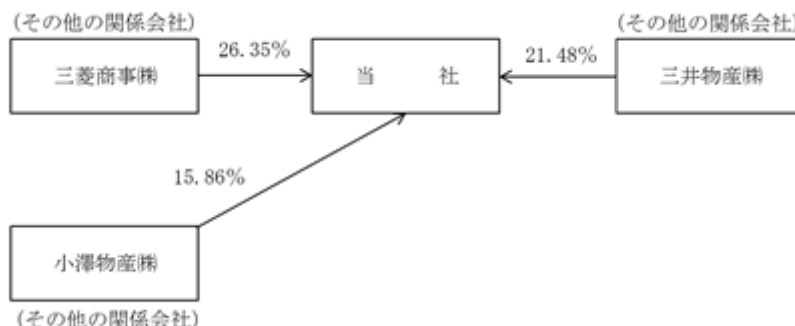 (その他の関係会社)
(その他の関係会社)
26.35%
21.48%
三菱商事㈱
当 社
三井物産㈱
15.86%
小澤物産㈱
(その他の関係会社)